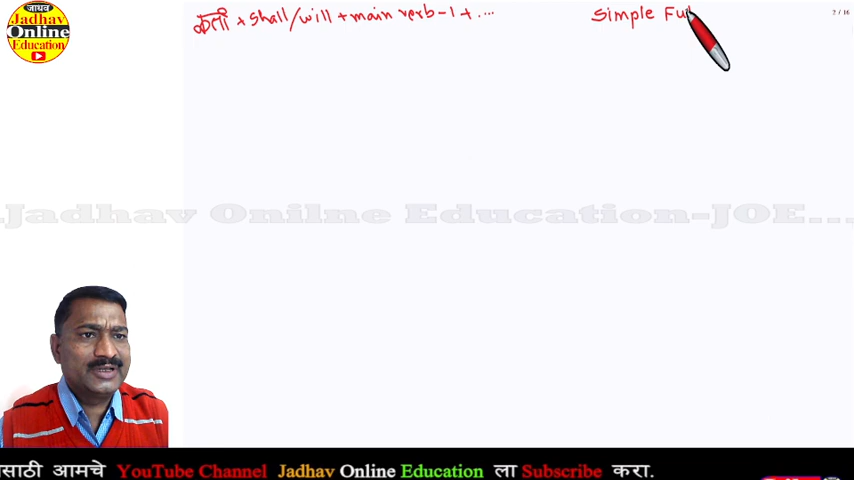 जाधव
Jadhav
Online
Education
कर्ता + shall/will + main verb-1 + ....
Simple Fu
2 / 16
.Jadhav Onilne Education-JOE...
साठी आमचे YouTube Channel Jadhav Online Education ला Subscribe करा.